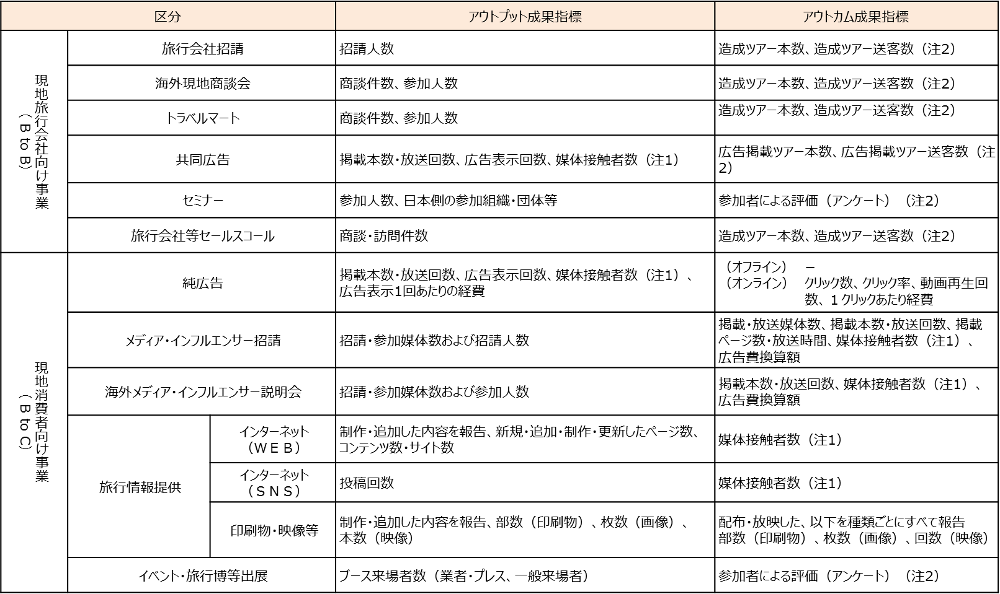 区分
アウトプット成果指標
アウトカム成果指標
現地旅行会社向け事業
（B to B）
旅行会社招請
招請人数
造成ツアー本数、造成ツアー送客数（注2）
海外現地商談会
商談件数、参加人数
造成ツアー本数、造成ツアー送客数（注2）
トラベルマート
商談件数、参加人数
造成ツアー本数、造成ツアー送客数（注2）
共同広告
掲載本数・放送回数、広告表示回数、媒体接触者数（注1）
広告掲載ツアー本数、広告掲載ツアー送客数（注
2）
セミナー
参加人数、日本側の参加組織・団体等
参加者による評価（アンケート）（注2）
旅行会社等セールスコール
商談・訪問件数
造成ツアー本数、造成ツアー送客数（注2）
現地消費者向け事業
（B to C）
純広告
掲載本数・放送回数、広告表示回数、媒体接触者数（注1）、
広告表示1回あたりの経費
（オフライン）　－
（オンライン）　クリック数、クリック率、動画再生回
数、１クリックあたり経費
メディア・インフルエンサー招請
招請・参加媒体数および招請人数
掲載・放送媒体数、掲載本数・放送回数、掲載
ページ数・放送時間、媒体接触者数（注1）、
広告費換算額
海外メディア・インフルエンサー説明会
招請・参加媒体数および参加人数
掲載本数・放送回数、媒体接触者数（注1）、
広告費換算額
旅行情報提供
インターネット
（ＷＥＢ）
制作・追加した内容を報告、新規・追加・制作・更新したページ数、
コンテンツ数・サイト数
媒体接触者数（注1）
インターネット
（ＳＮＳ）
投稿回数
媒体接触者数（注1）
印刷物・映像等
制作・追加した内容を報告、部数（印刷物）、枚数（画像）、
本数（映像）
配布・放映した、以下を種類ごとにすべて報告
部数（印刷物）、枚数（画像）、回数（映像）
イベント・旅行博等出展
ブース来場者数（業者・プレス、一般来場者）
参加者による評価（アンケート）（注2）